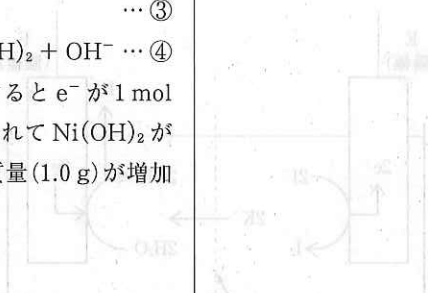 … ③
H)₂ + OH⁻ … ④
ると e⁻ が 1 mol
れて Ni(OH)₂ が
量(1.0 g)が増加